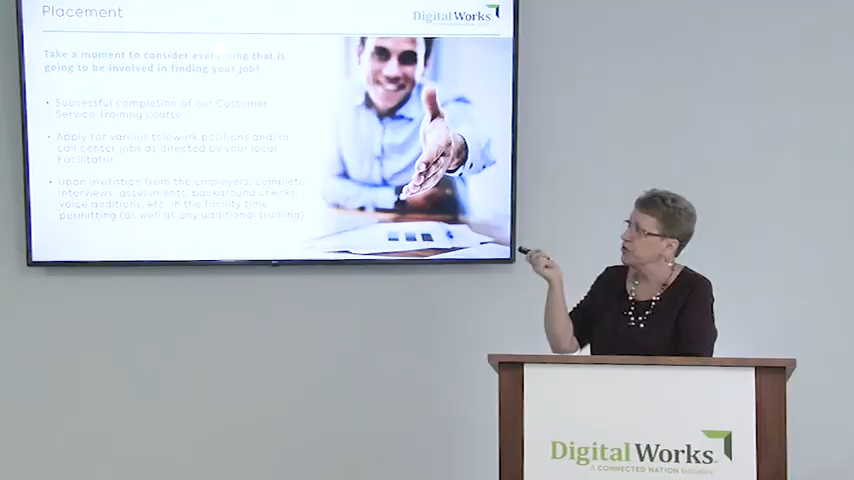 Placement
DigitalWorks
Take a moment to consider everything that is
going to be involved in finding your job!
• Successful completion of our Customer
Service Training course
• Apply for various telework positions and/or
call center jobs as directed by your local
Facilitator
• Upon invitation from the employers, complete
interviews, assessments, background checks,
voice auditions, etc. in the facility time
permitting (as well as any additional training)
DigitalWorks
A CONNECTED NATION Initiative